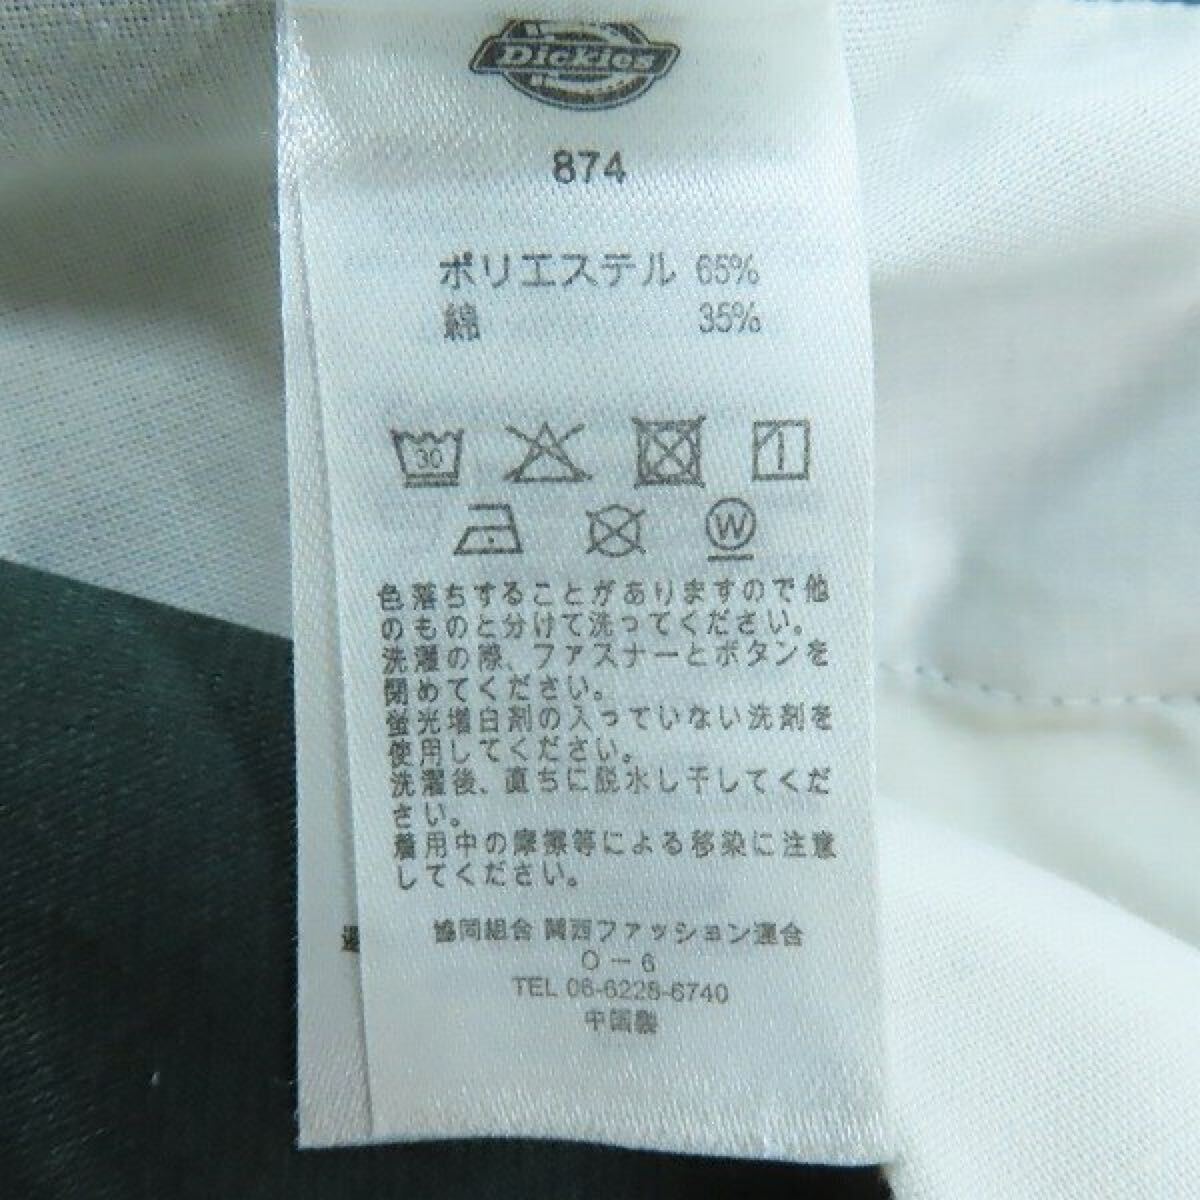 Dickies
874
ポリエステル 65%
綿 35%
30
W
色落ちすることがありますので他
のものと分けて洗ってください。
洗濯の際、ファスナーとボタンを
閉めてください。
蛍光増白剤の入っていない洗剤を
使用してください。
洗濯後、直ちに脱水し干してくだ
さい。
着用中の摩擦等による移染に注意
してください。
協同組合 関西ファッション連合
O－6
TEL 06-6228-6740
中国製